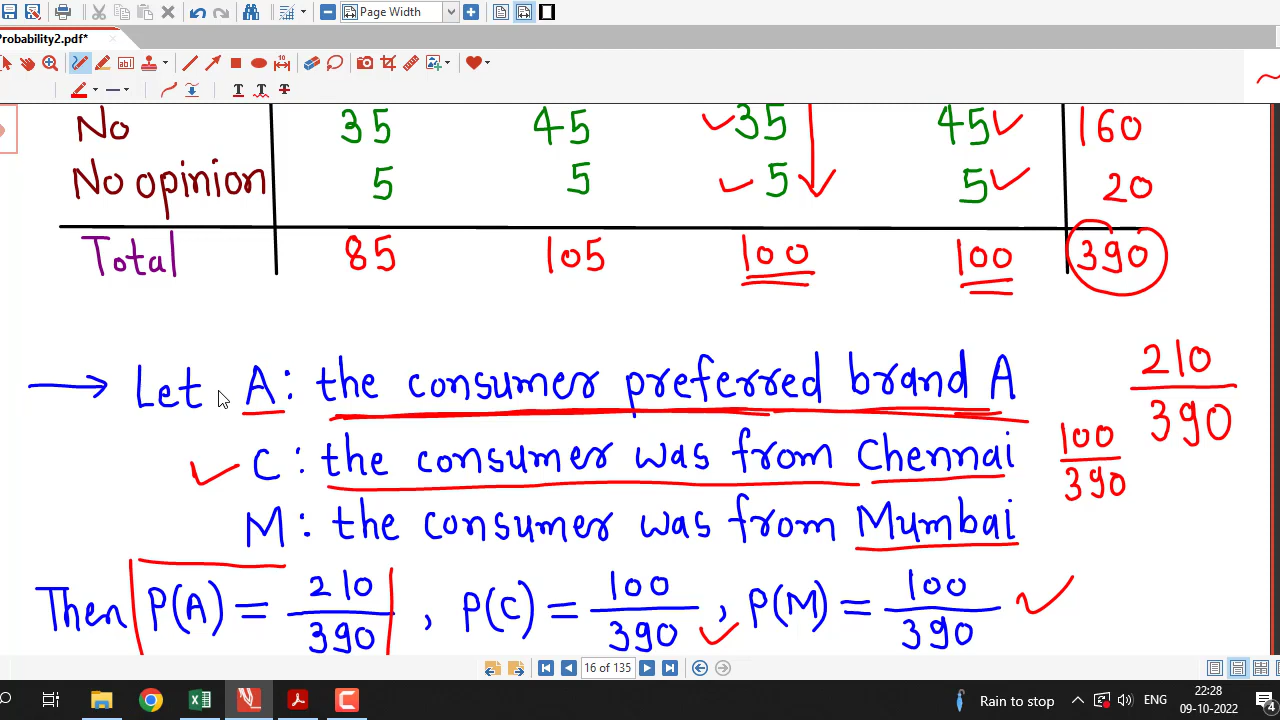 Page Width
Probability2.pdf*
No 35 45 35 45 160
No opinion 5 5 5 5 20
Total 85 105 100 100 390
Let A: the consumer preferred brand A
210
390
C: the consumer was from Chennai
100
390
M: the consumer was from Mumbai
Then P(A) = 210/390, P(C) = 100/390, P(M) = 100/390
16 of 135
Rain to stop
ENG
22:28
09-10-2022
4